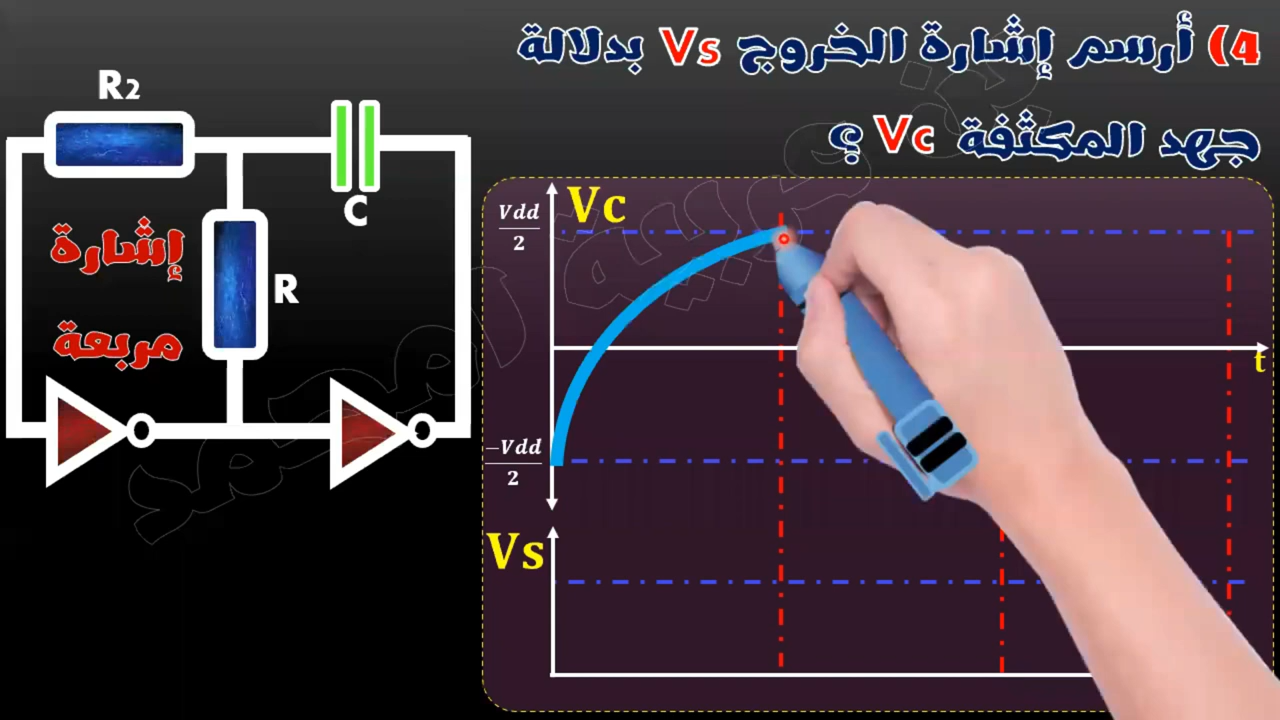 4) أرسم إشارة الخروج Vs بدلالة
جهد المكثفة Vc ؟
R2
C
إشارة
R
مربعة
Vc
Vdd
2
t
−Vdd
2
Vs